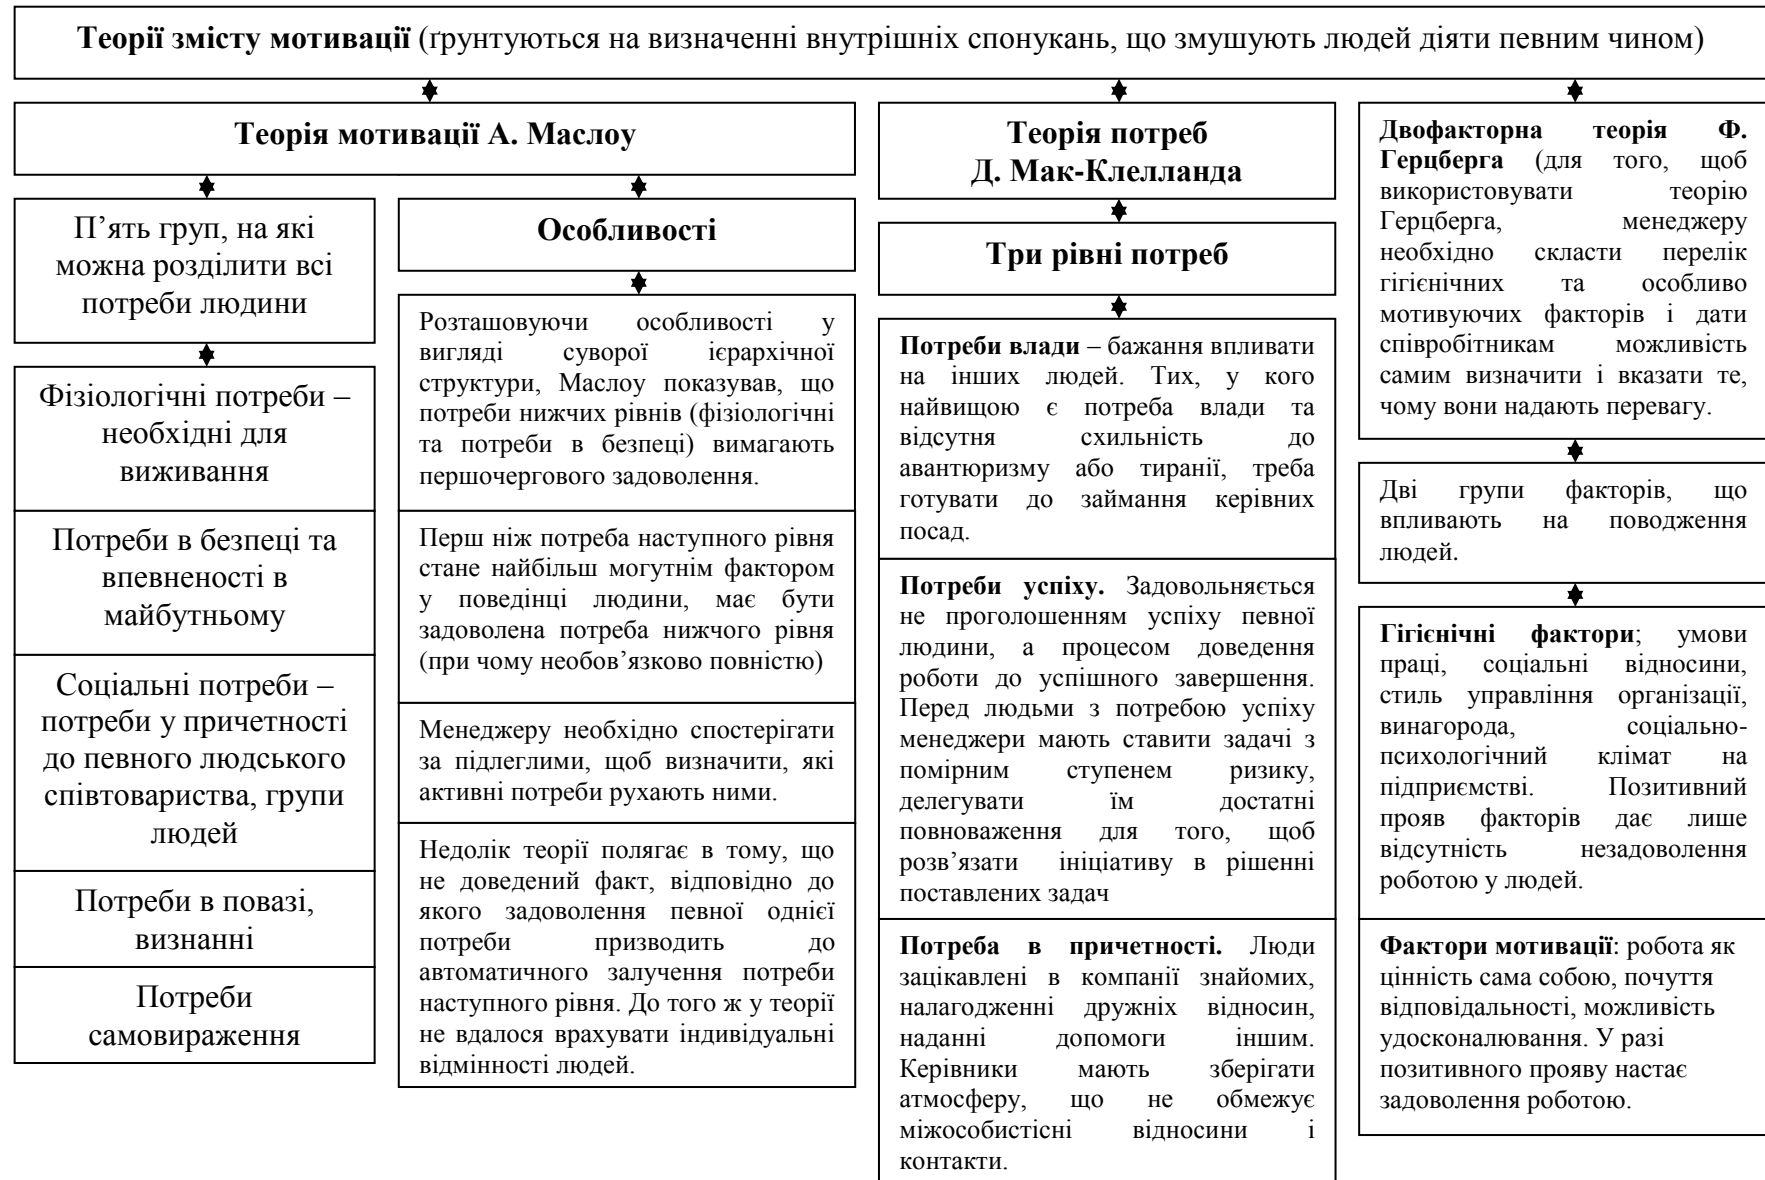 Теорії змісту мотивації (ґрунтуються на визначенні внутрішніх спонукань, що змушують людей діяти певним чином)
Теорія мотивації А. Маслоу
П’ять груп, на які
можна розділити всі
потреби людини
Фізіологічні потреби –
необхідні для
виживання
Потреби в безпеці та
впевненості в
майбутньому
Соціальні потреби –
потреби у причетності
до певного людського
співтовариства, групи
людей
Потреби в повазі,
визнанні
Потреби
самовираження
Особливості
Розташовуючи особливості у
вигляді суворої ієрархічної
структури, Маслоу показував, що
потреби нижчих рівнів (фізіологічні
та потреби в безпеці) вимагають
першочергового задоволення.
Перш ніж потреба наступного рівня
стане найбільш могутнім фактором
у поведінці людини, має бути
задоволена потреба нижчого рівня
(при чому необов’язково повністю)
Менеджеру необхідно спостерігати
за підлеглими, щоб визначити, які
активні потреби рухають ними.
Недолік теорії полягає в тому, що
не доведений факт, відповідно до
якого задоволення певної однієї
потреби призводить до
автоматичного залучення потреби
наступного рівня. До того ж у теорії
не вдалося врахувати індивідуальні
відмінності людей.
Теорія потреб
Д. Мак-Клелланда
Три рівні потреб
Потреби влади – бажання впливати
на інших людей. Тих, у кого
найвищою є потреба влади та
відсутня схильність до
авантюризму або тиранії, треба
готувати до займання керівних
посад.
Потреби успіху. Задовольняється
не проголошенням успіху певної
людини, а процесом доведення
роботи до успішного завершення.
Перед людьми з потребою успіху
менеджери мають ставити задачі з
помірним ступенем ризику,
делегувати їм достатні
повноваження для того, щоб
розв’язати ініціативу в рішенні
поставлених задач
Потреба в причетності. Люди
зацікавлені в компанії знайомих,
налагодженні дружніх відносин,
наданні допомоги іншим.
Керівники мають зберігати
атмосферу, що не обмежує
міжособистісні відносини і
контакти.
Двофакторна теорія Ф.
Герцберга (для того, щоб
використовувати теорію
Герцберга, менеджеру
необхідно скласти перелік
гігієнічних та особливо
мотивуючих факторів і дати
співробітникам можливість
самим визначити і вказати те,
чому вони надають перевагу.
Дві групи факторів, що
впливають на поводження
людей.
Гігієнічні фактори; умови
праці, соціальні відносини,
стиль управління організації,
винагорода, соціально-
психологічний клімат на
підприємстві. Позитивний
прояв факторів дає лише
відсутність незадоволення
роботою у людей.
Фактори мотивації: робота як
цінність сама собою, почуття
відповідальності, можливість
удосконалювання. У разі
позитивного прояву настає
задоволення роботою.